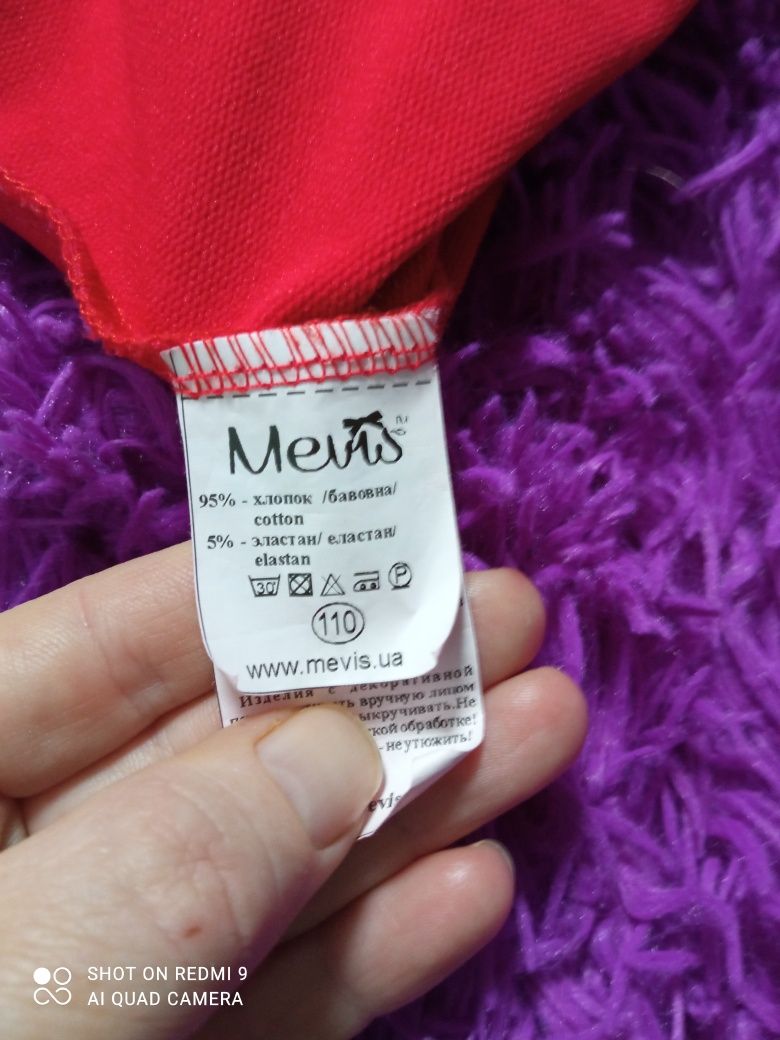 Mevis
95% - хлопок /бавовна/
cotton
5% - эластан/ еластан/
elastan
30° P
110
www.mevis.ua
Изделия с декоративной
вручную лицом
выкручивать.Не
обработке!
- не утюжить!
SHOT ON REDMI 9
AI QUAD CAMERA